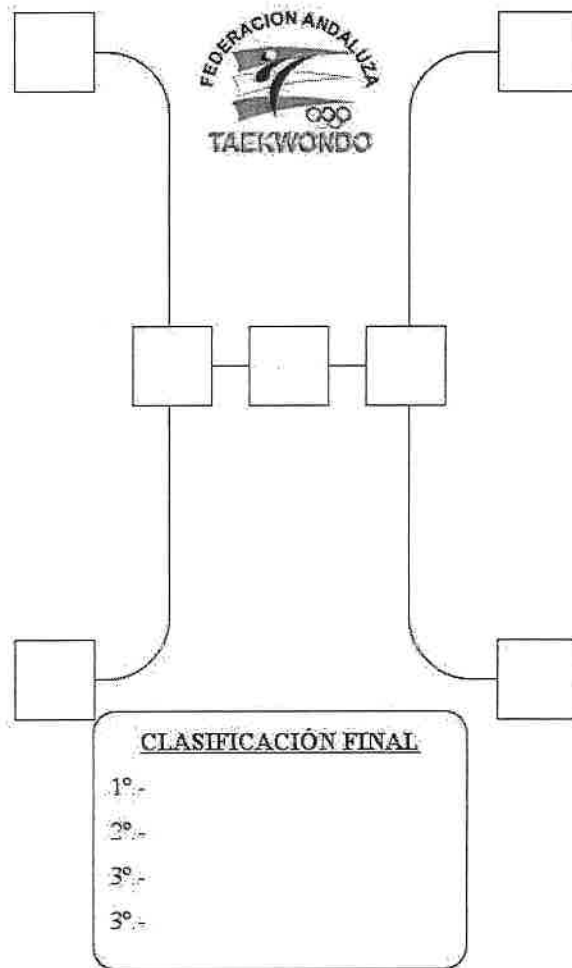 FEDERACION ANDALUZA
TAEKWONDO
CLASIFICACIÓN FINAL
1º.-
2º.-
3º.-
3º.-